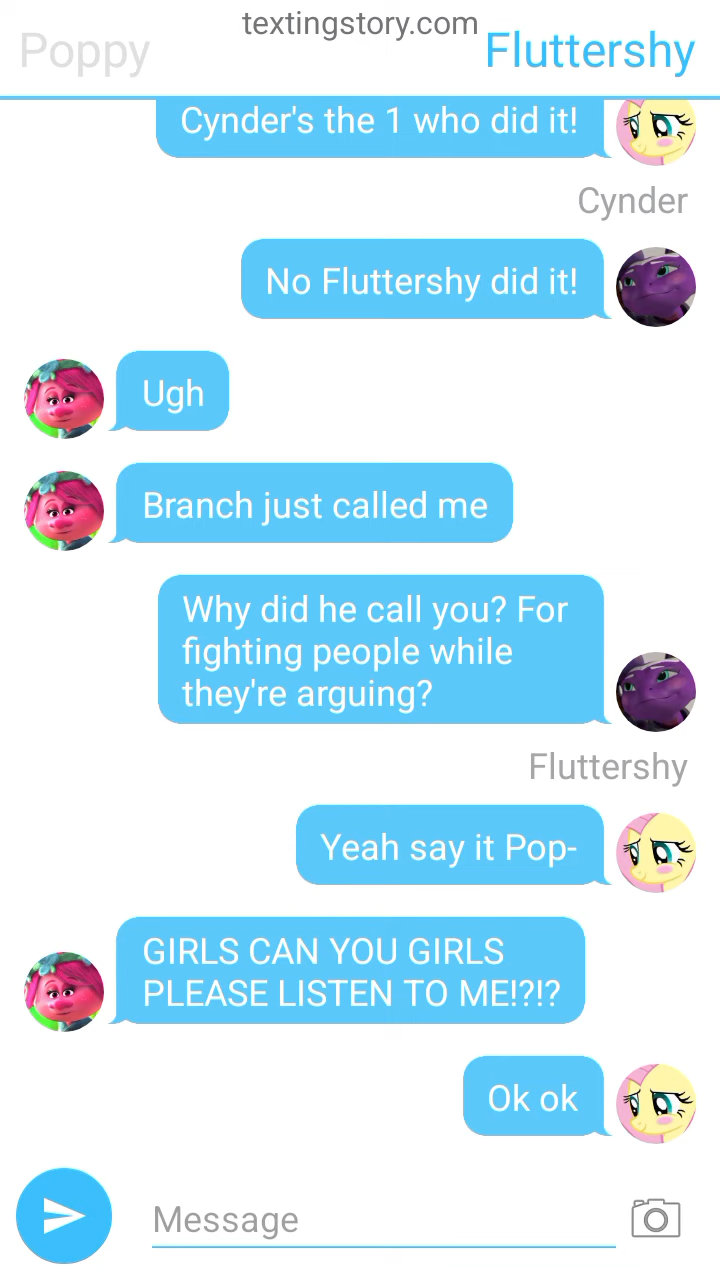 textingstory.com
Poppy
Fluttershy
Cynder's the 1 who did it!
Cynder
No Fluttershy did it!
Ugh
Branch just called me
Why did he call you? For
fighting people while
they're arguing?
Fluttershy
Yeah say it Pop-
GIRLS CAN YOU GIRLS
PLEASE LISTEN TO ME!?!?
Ok ok
Message